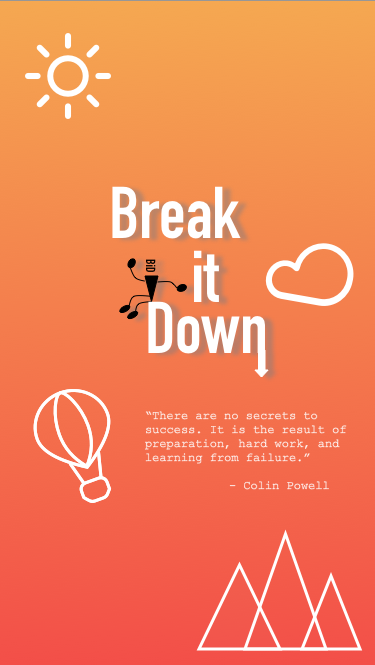 Break
it
BiD
Down
“There are no secrets to
success. It is the result of
preparation, hard work, and
learning from failure.”
- Colin Powell